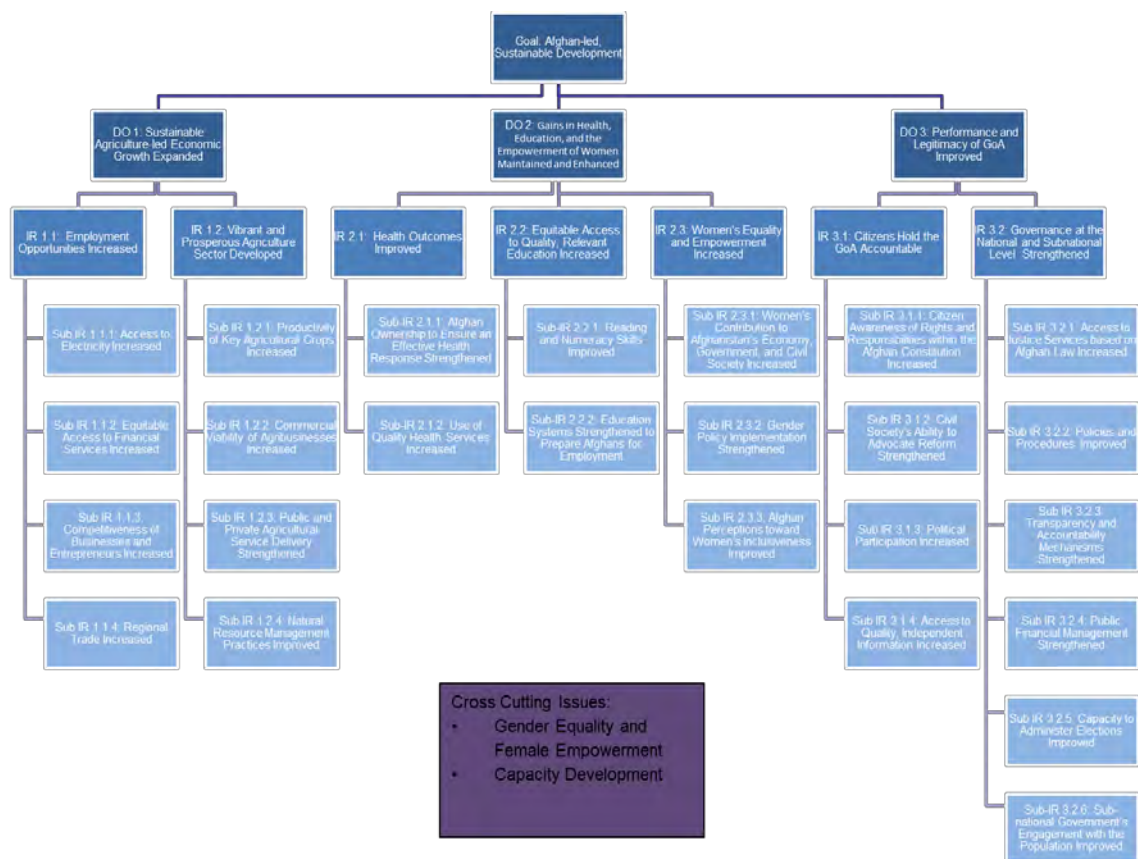 Goal: Afghan-led,
Sustainable Development
DO 1: Sustainable
Agriculture-led Economic
Growth Expanded
DO 2: Gains in Health,
Education, and the
Empowerment of Women
Maintained and Enhanced
DO 3: Performance and
Legitimacy of GoA
Improved
IR 1.1: Employment
Opportunities Increased
IR 1.2: Vibrant and
Prosperous Agriculture
Sector Developed
IR 2.1: Health Outcomes
Improved
IR 2.2: Equitable Access
to Quality, Relevant
Education Increased
IR 2.3: Women's Equality
and Empowerment
Increased
IR 3.1: Citizens Hold the
GoA Accountable
IR 3.2: Governance at the
National and Subnational
Level Strengthened
Sub IR 1.1.1: Access to
Electricity Increased
Sub IR 1.2.1: Productivity
of Key Agricultural Crops
Increased
Sub-IR 2.1.1: Afghan
Ownership to Ensure an
Effective Health
Response Strengthened
Sub-IR 2.2.1: Reading
and Numeracy Skills
Improved
Sub IR 2.3.1: Women's
Contribution to
Afghanistan's Economy,
Government, and Civil
Society Increased
Sub IR 3.1.1: Citizen
Awareness of Rights and
Responsibilities within the
Afghan Constitution
Increased
Sub IR 3.2.1: Access to
Justice Services based on
Afghan Law Increased
Sub IR 1.1.2: Equitable
Access to Financial
Services Increased
Sub IR 1.2.2: Commercial
Viability of Agribusinesses
Increased
Sub-IR 2.1.2: Use of
Quality Health Services
Increased
Sub-IR 2.2.2: Education
Systems Strengthened to
Prepare Afghans for
Employment
Sub IR 2.3.2: Gender
Policy Implementation
Strengthened
Sub IR 3.1.2: Civil
Society's Ability to
Advocate Reform
Strengthened
Sub IR 3.2.2: Policies and
Procedures Improved
Sub IR 1.1.3:
Competitiveness of
Businesses and
Entrepreneurs Increased
Sub IR 1.2.3: Public and
Private Agricultural
Service Delivery
Strengthened
Sub IR 2.3.3: Afghan
Perceptions toward
Women's Inclusiveness
Improved
Sub IR 3.1.3: Political
Participation Increased
Sub IR 3.2.3:
Transparency and
Accountability
Mechanisms
Strengthened
Sub IR 1.1.4: Regional
Trade Increased
Sub IR 1.2.4: Natural
Resource Management
Practices Improved
Sub IR 3.1.4: Access to
Quality, Independent
Information Increased
Sub IR 3.2.4: Public
Financial Management
Strengthened
Sub IR 3.2.5: Capacity to
Administer Elections
Improved
Sub-IR 3.2.6: Sub-
national Government's
Engagement with the
Population Improved
Cross Cutting Issues:
• Gender Equality and
Female Empowerment
• Capacity Development